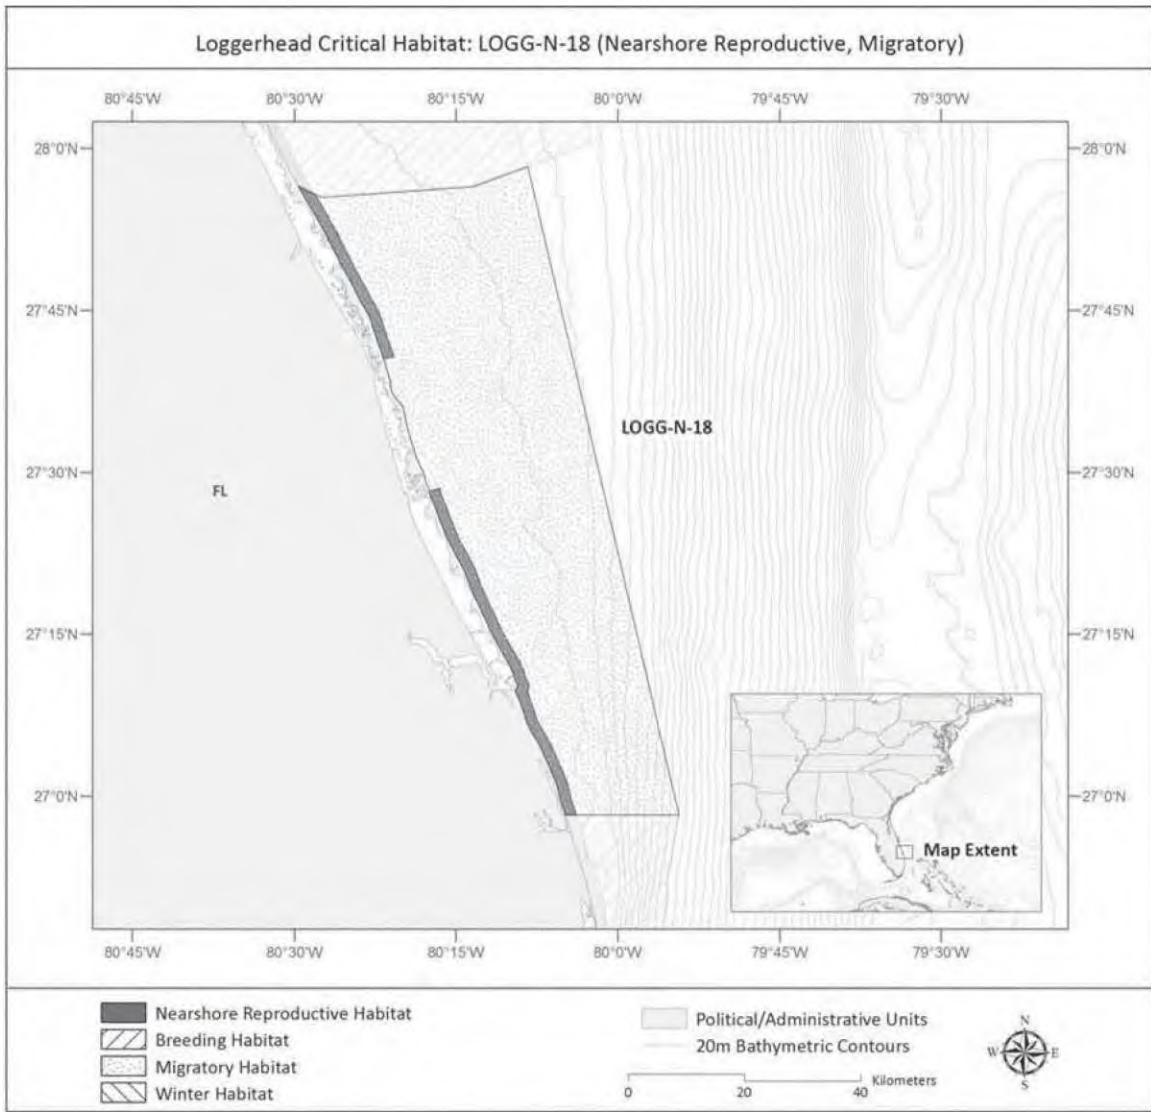 Loggerhead Critical Habitat: LOGG-N-18 (Nearshore Reproductive, Migratory)
80°45'W 80°30'W 80°15'W 80°0'W 79°45'W 79°30'W
28°0'N 28°0'N
27°45'N 27°45'N
LOGG-N-18
27°30'N 27°30'N
FL
27°15'N 27°15'N
27°0'N 27°0'N
Map Extent
80°45'W 80°30'W 80°15'W 80°0'W 79°45'W 79°30'W
Nearshore Reproductive Habitat
Breeding Habitat
Migratory Habitat
Winter Habitat
Political/Administrative Units
20m Bathymetric Contours
Kilometers
0 20 40
N
W E
S